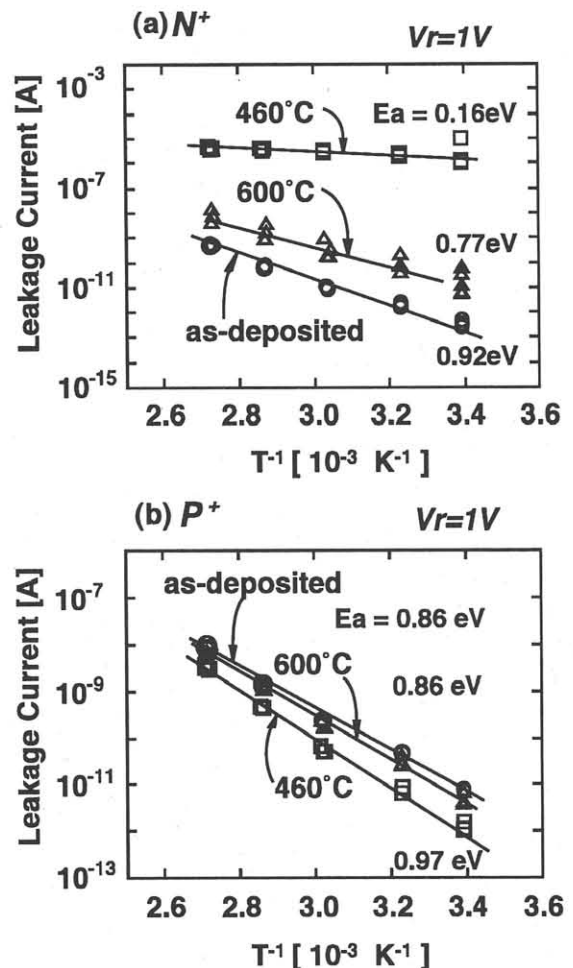 (a) N⁺ Vr=1V
Leakage Current [A]
10⁻³
10⁻⁷
10⁻¹¹
10⁻¹⁵
460°C
Ea = 0.16eV
600°C
0.77eV
as-deposited
0.92eV
2.6 2.8 3.0 3.2 3.4 3.6
T⁻¹ [ 10⁻³ K⁻¹ ]
(b) P⁺ Vr=1V
Leakage Current [A]
10⁻⁷
10⁻⁹
10⁻¹¹
10⁻¹³
as-deposited
Ea = 0.86 eV
600°C
0.86 eV
460°C
0.97 eV
2.6 2.8 3.0 3.2 3.4 3.6
T⁻¹ [ 10⁻³ K⁻¹ ]